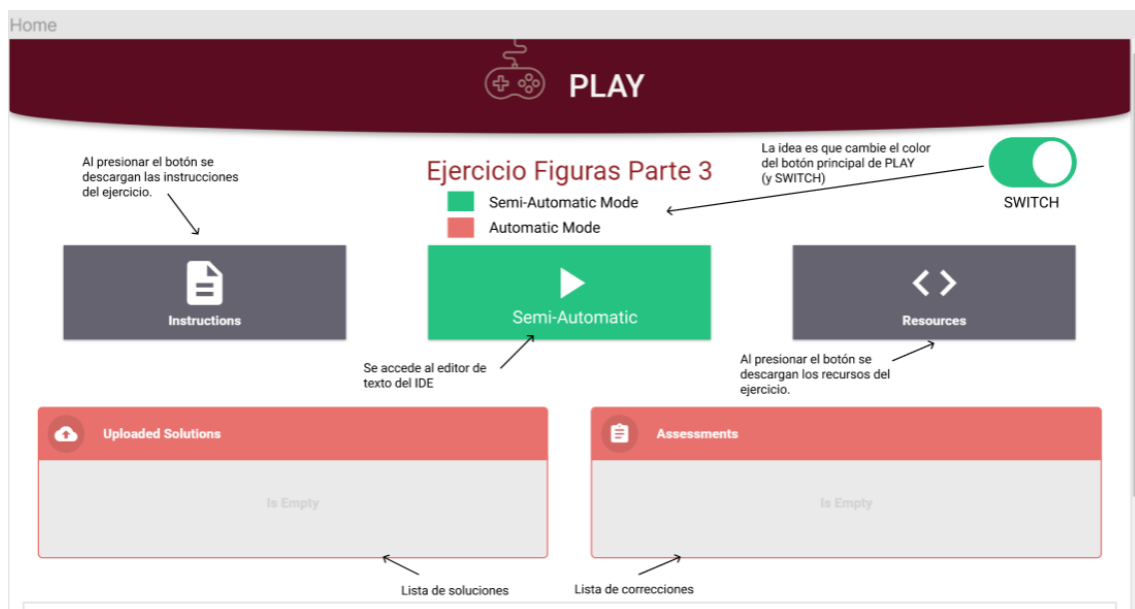 Home
PLAY
Al presionar el botón se
descargan las instrucciones
del ejercicio.
Ejercicio Figuras Parte 3
La idea es que cambie el color
del botón principal de PLAY
(y SWITCH)
SWITCH
Semi-Automatic Mode
Automatic Mode
Instructions
Semi-Automatic
Resources
Se accede al editor de
texto del IDE
Al presionar el botón se
descargan los recursos del
ejercicio.
Uploaded Solutions
Assessments
Is Empty
Is Empty
Lista de soluciones
Lista de correcciones